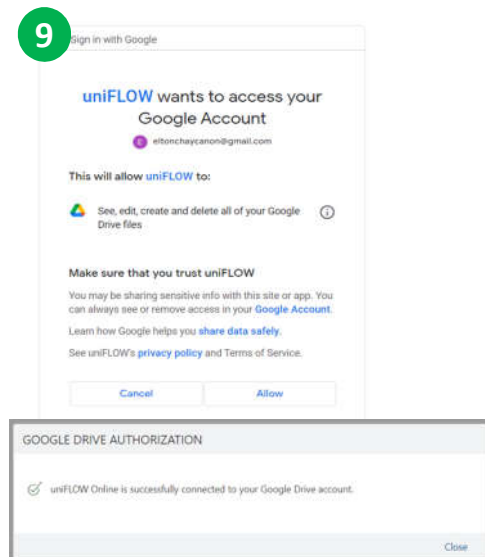 9
Sign in with Google
uniFLOW wants to access your
Google Account
E eltonchaycanon@gmail.com
This will allow uniFLOW to:
See, edit, create and delete all of your Google
Drive files
Make sure that you trust uniFLOW
You may be sharing sensitive info with this site or app. You
can always see or remove access in your Google Account.
Learn how Google helps you share data safely.
See uniFLOW's privacy policy and Terms of Service.
Cancel Allow
GOOGLE DRIVE AUTHORIZATION
uniFLOW Online is successfully connected to your Google Drive account.
Close